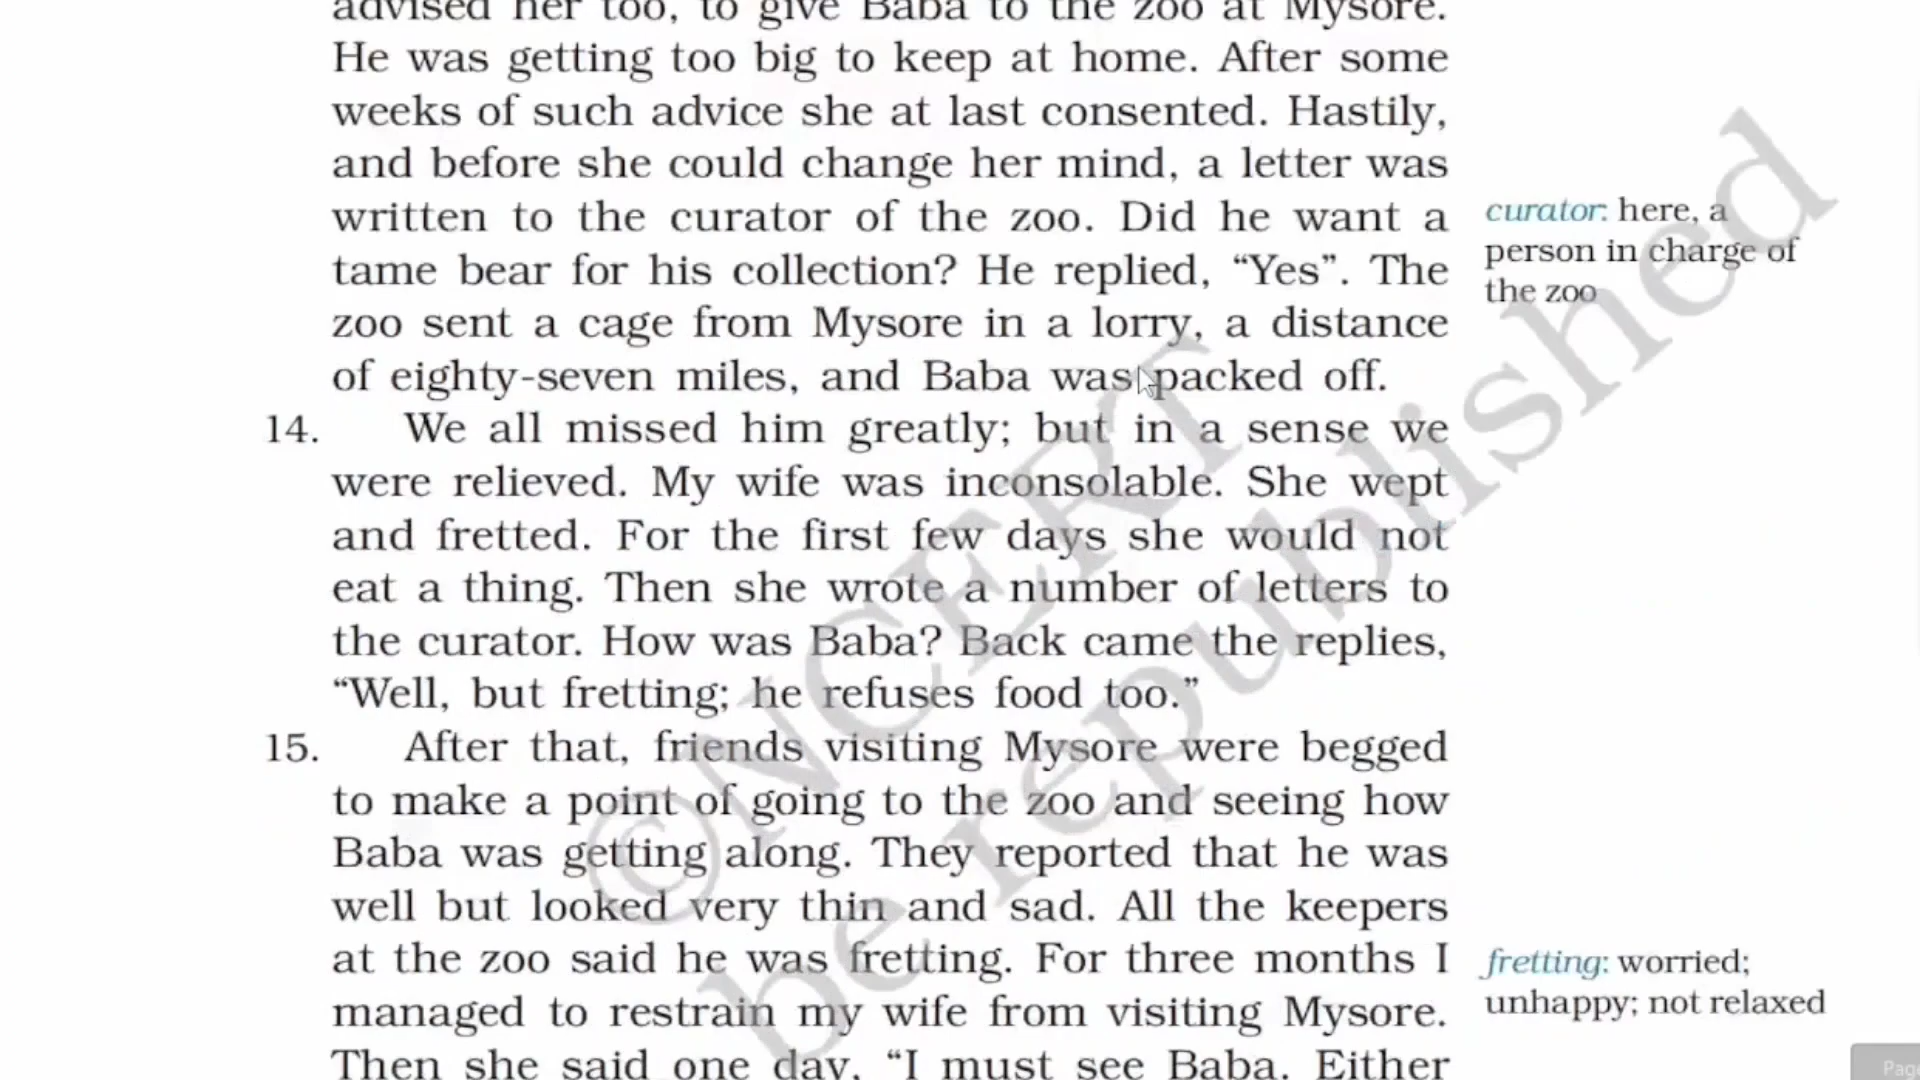 advised her too, to give Baba to the zoo at Mysore.
He was getting too big to keep at home. After some
weeks of such advice she at last consented. Hastily,
and before she could change her mind, a letter was
written to the curator of the zoo. Did he want a
tame bear for his collection? He replied, “Yes”. The
zoo sent a cage from Mysore in a lorry, a distance
of eighty-seven miles, and Baba was packed off.
curator: here, a
person in charge of
the zoo
14. We all missed him greatly; but in a sense we
were relieved. My wife was inconsolable. She wept
and fretted. For the first few days she would not
eat a thing. Then she wrote a number of letters to
the curator. How was Baba? Back came the replies,
“Well, but fretting; he refuses food too.”
15. After that, friends visiting Mysore were begged
to make a point of going to the zoo and seeing how
Baba was getting along. They reported that he was
well but looked very thin and sad. All the keepers
at the zoo said he was fretting. For three months I
managed to restrain my wife from visiting Mysore.
Then she said one day, “I must see Baba. Either
fretting: worried;
unhappy; not relaxed
©NCERT
be republished